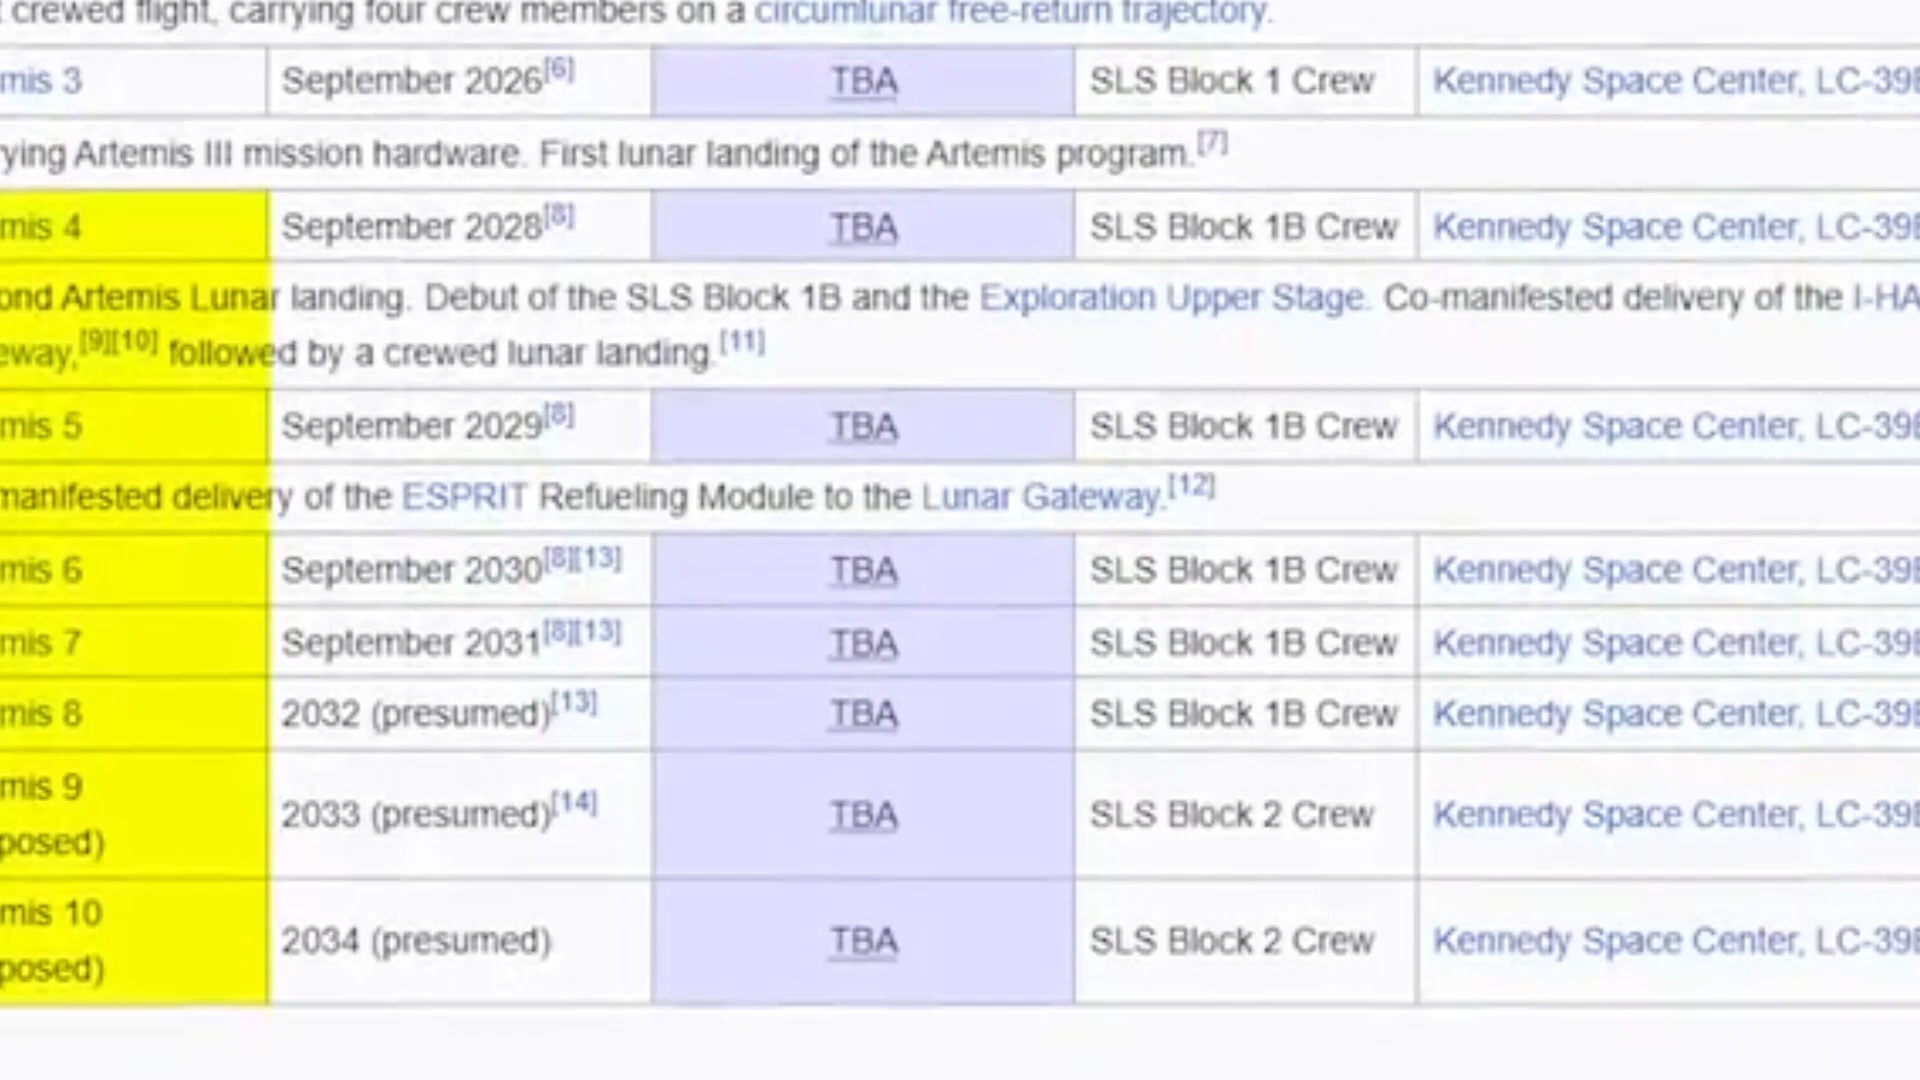 crewed flight, carrying four crew members on a circumlunar free-return trajectory.
mis 3 September 2026[6] TBA SLS Block 1 Crew Kennedy Space Center, LC-39B
rying Artemis III mission hardware. First lunar landing of the Artemis program.[7]
mis 4 September 2028[8] TBA SLS Block 1B Crew Kennedy Space Center, LC-39B
ond Artemis Lunar landing. Debut of the SLS Block 1B and the Exploration Upper Stage. Co-manifested delivery of the I-HA
eway,[9][10] followed by a crewed lunar landing.[11]
mis 5 September 2029[8] TBA SLS Block 1B Crew Kennedy Space Center, LC-39B
manifested delivery of the ESPRIT Refueling Module to the Lunar Gateway.[12]
mis 6 September 2030[8][13] TBA SLS Block 1B Crew Kennedy Space Center, LC-39B
mis 7 September 2031[8][13] TBA SLS Block 1B Crew Kennedy Space Center, LC-39B
mis 8 2032 (presumed)[13] TBA SLS Block 1B Crew Kennedy Space Center, LC-39B
mis 9
posed) 2033 (presumed)[14] TBA SLS Block 2 Crew Kennedy Space Center, LC-39B
mis 10
posed) 2034 (presumed) TBA SLS Block 2 Crew Kennedy Space Center, LC-39B